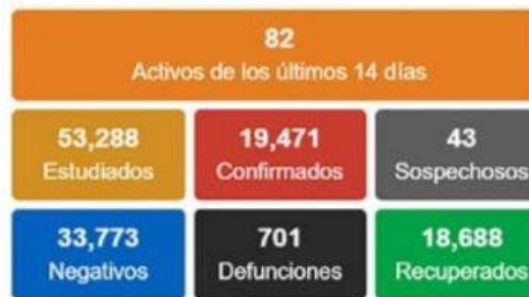 82
Activos de los últimos 14 días
53,288
Estudiados
19,471
Confirmados
43
Sospechosos
33,773
Negativos
701
Defunciones
18,688
Recuperados